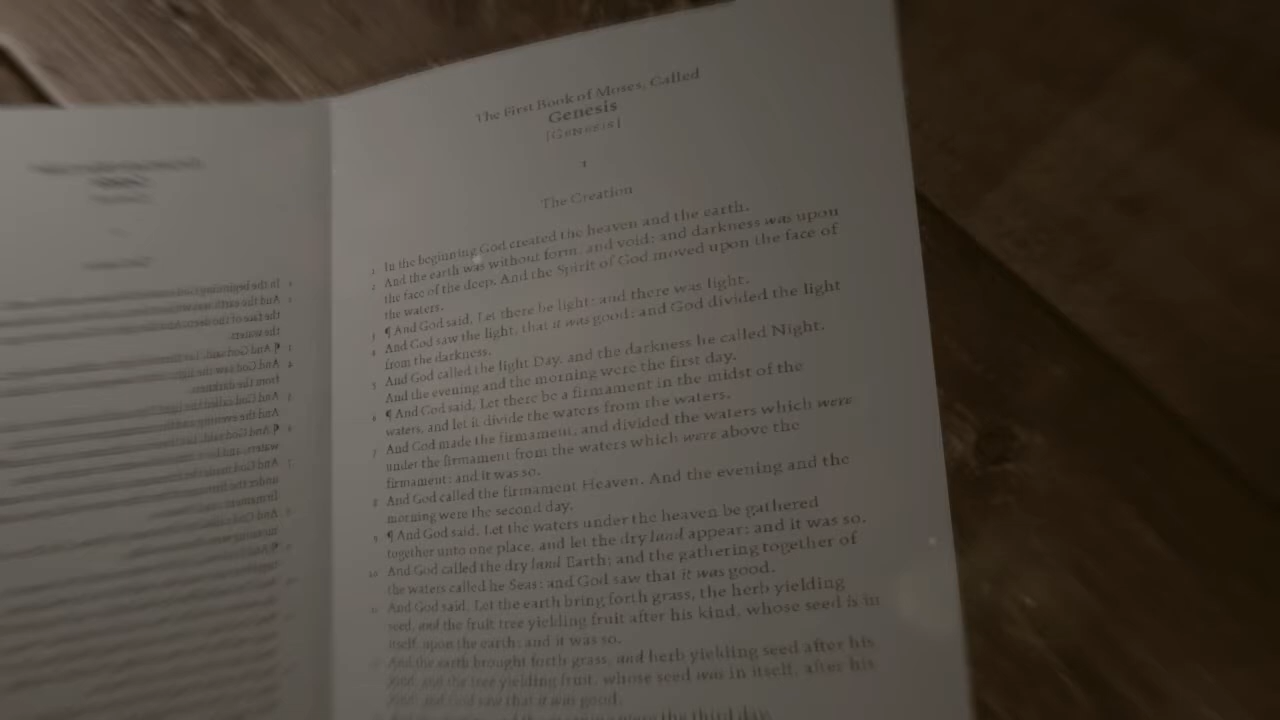 The First Book of Moses, Called
Genesis
[GENESIS]
1
The Creation
1 In the beginning God created the heaven and the earth.
2 And the earth was without form, and void; and darkness was upon
the face of the deep. And the Spirit of God moved upon the face of
the waters.
3 ¶ And God said, Let there be light: and there was light.
4 And God saw the light, that it was good: and God divided the light
from the darkness.
5 And God called the light Day, and the darkness he called Night.
And the evening and the morning were the first day.
6 ¶ And God said, Let there be a firmament in the midst of the
waters, and let it divide the waters from the waters.
7 And God made the firmament, and divided the waters which were
under the firmament from the waters which were above the
firmament: and it was so.
8 And God called the firmament Heaven. And the evening and the
morning were the second day.
9 ¶ And God said, Let the waters under the heaven be gathered
together unto one place, and let the dry land appear: and it was so.
10 And God called the dry land Earth; and the gathering together of
the waters called he Seas: and God saw that it was good.
11 And God said, Let the earth bring forth grass, the herb yielding
seed, and the fruit tree yielding fruit after his kind, whose seed is in
itself, upon the earth: and it was so.
And the earth brought forth grass, and herb yielding seed after his
kind, and the tree yielding fruit, whose seed was in itself, after his
kind: and God saw that it was good.
the third day.